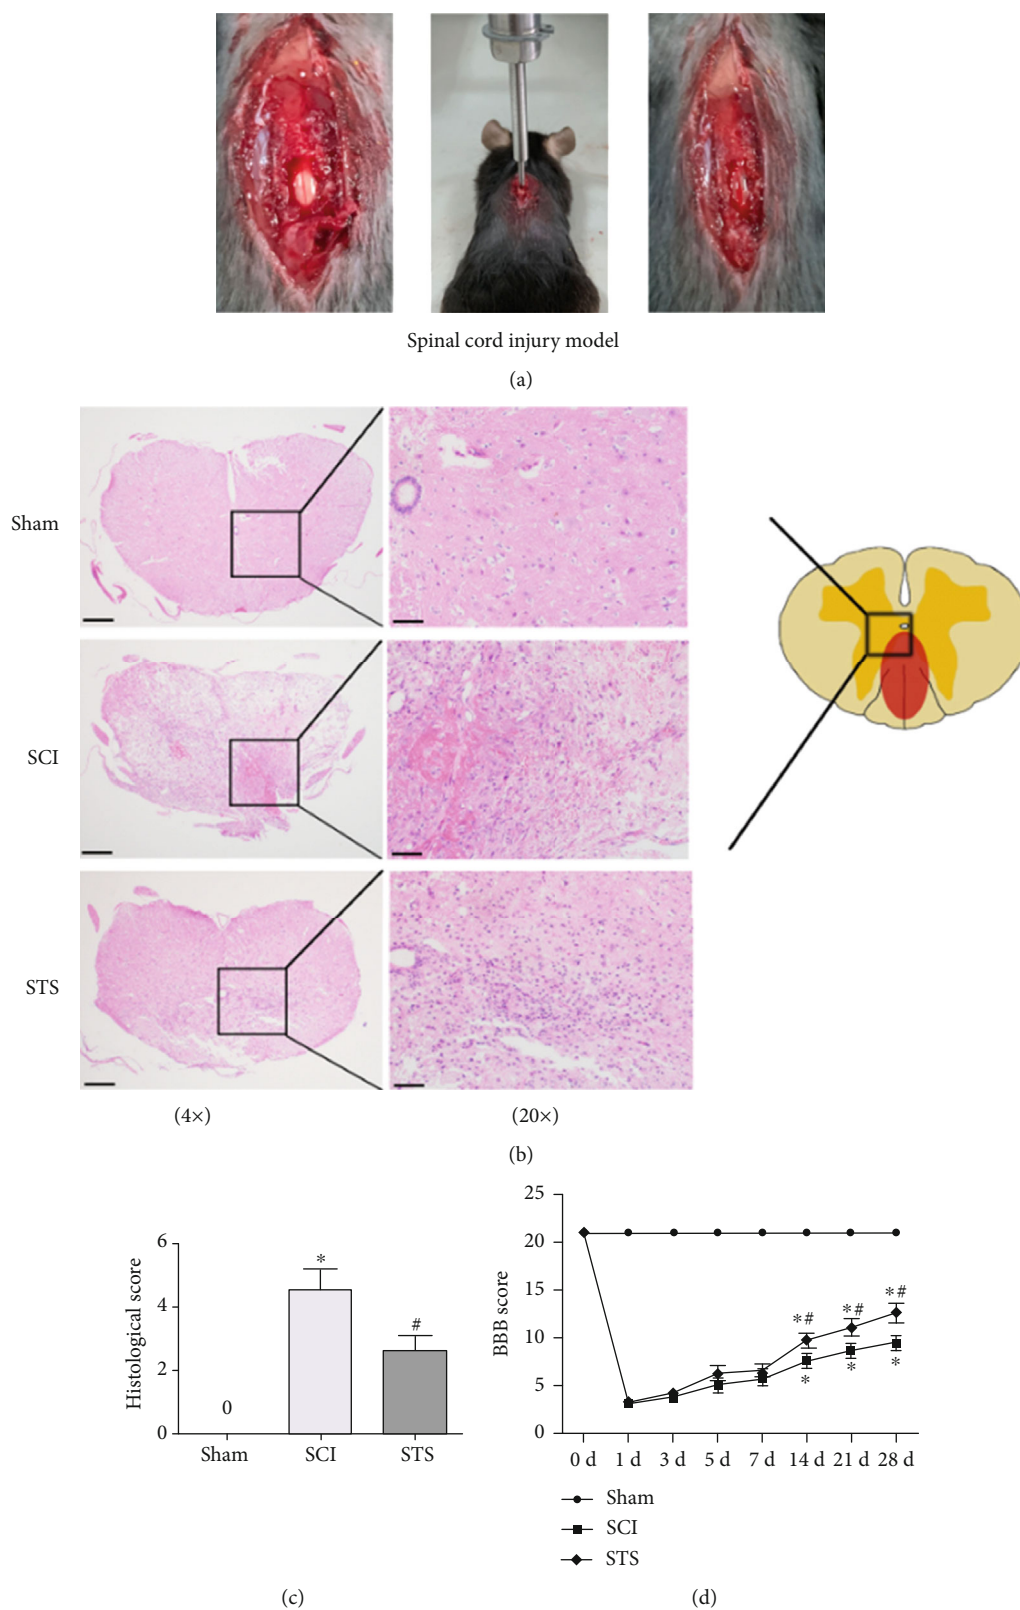 Spinal cord injury model
(a)
Sham
SCI
STS
(4×)
(20×)
(b)
Histological score
6
4
2
0
0
*
#
Sham
SCI
STS
(c)
BBB score
25
20
15
10
5
0
*#
*#
*#
*
*
*
0 d
1 d
3 d
5 d
7 d
14 d
21 d
28 d
Sham
SCI
STS
(d)